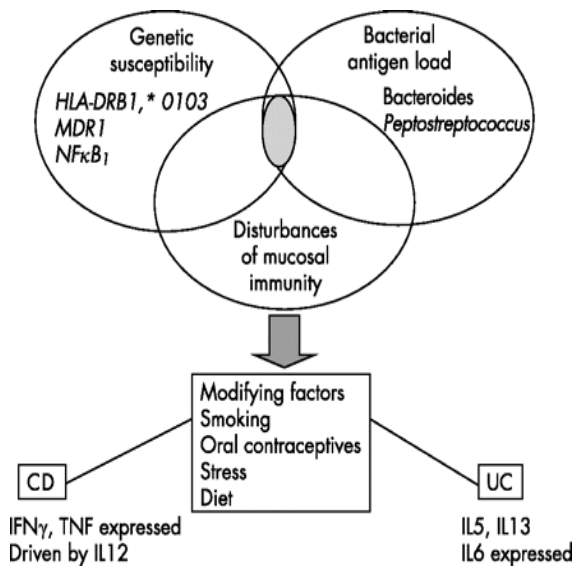 Genetic
susceptibility
HLA-DRB1,* 0103
MDR1
NFκB1
Bacterial
antigen load
Bacteroides
Peptostreptococcus
Disturbances
of mucosal
immunity
Modifying factors
Smoking
Oral contraceptives
Stress
Diet
CD
IFNγ, TNF expressed
Driven by IL12
UC
IL5, IL13
IL6 expressed